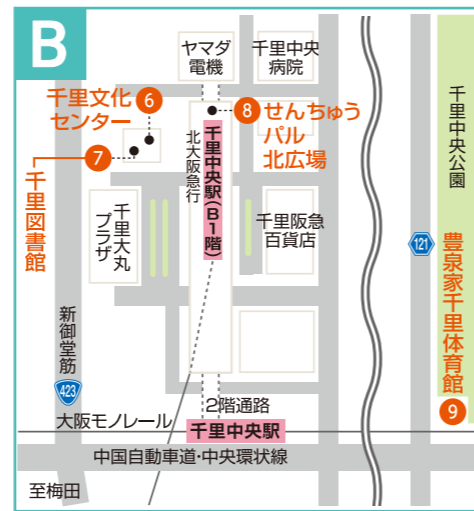 B
ヤマダ
電機
千里中央
病院
千里文化
センター
6
7
8
せんちゅう
パル
北広場
千里図書館
北大阪急行
千里中央駅(B1階)
千里大丸
プラザ
千里阪急
百貨店
千里中央公園
121
豊泉家千里体育館
9
新御堂筋
423
2階通路
大阪モノレール
千里中央駅
中国自動車道・中央環状線
至梅田